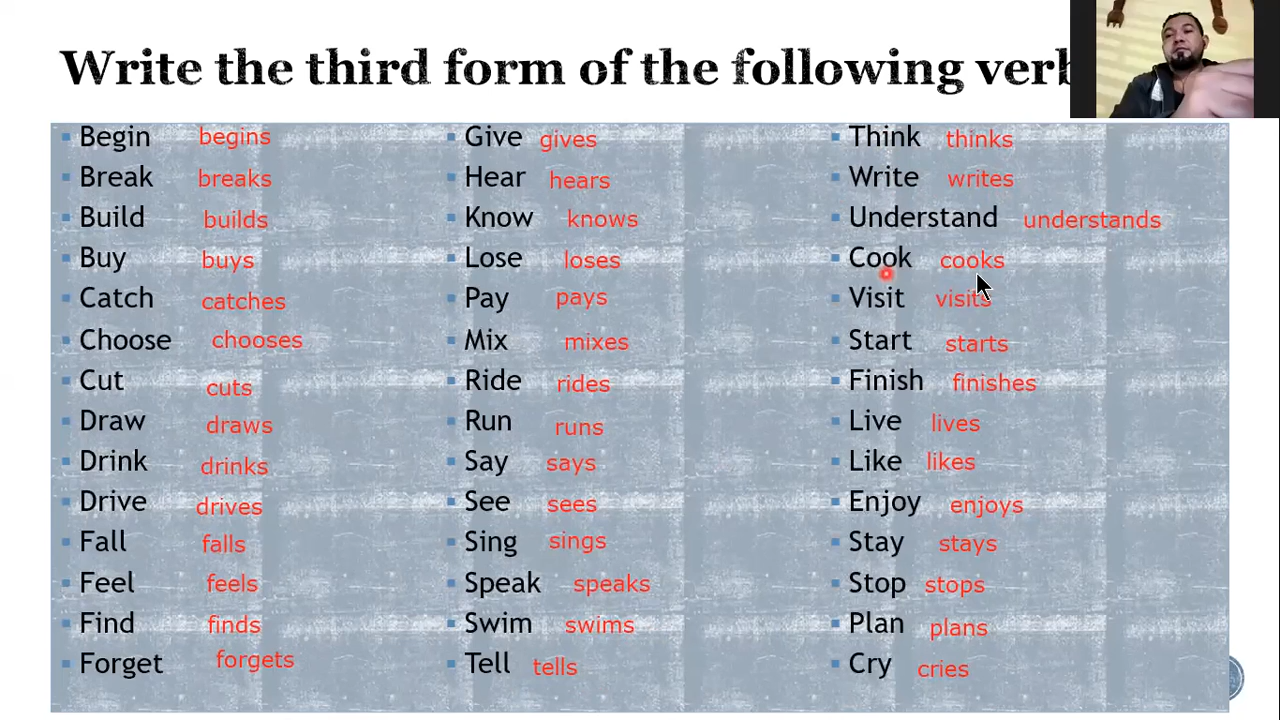 Write the third form of the following verb
Begin begins
Break breaks
Build builds
Buy buys
Catch catches
Choose chooses
Cut cuts
Draw draws
Drink drinks
Drive drives
Fall falls
Feel feels
Find finds
Forget forgets
Give gives
Hear hears
Know knows
Lose loses
Pay pays
Mix mixes
Ride rides
Run runs
Say says
See sees
Sing sings
Speak speaks
Swim swims
Tell tells
Think thinks
Write writes
Understand understands
Cook cooks
Visit visits
Start starts
Finish finishes
Live lives
Like likes
Enjoy enjoys
Stay stays
Stop stops
Plan plans
Cry cries